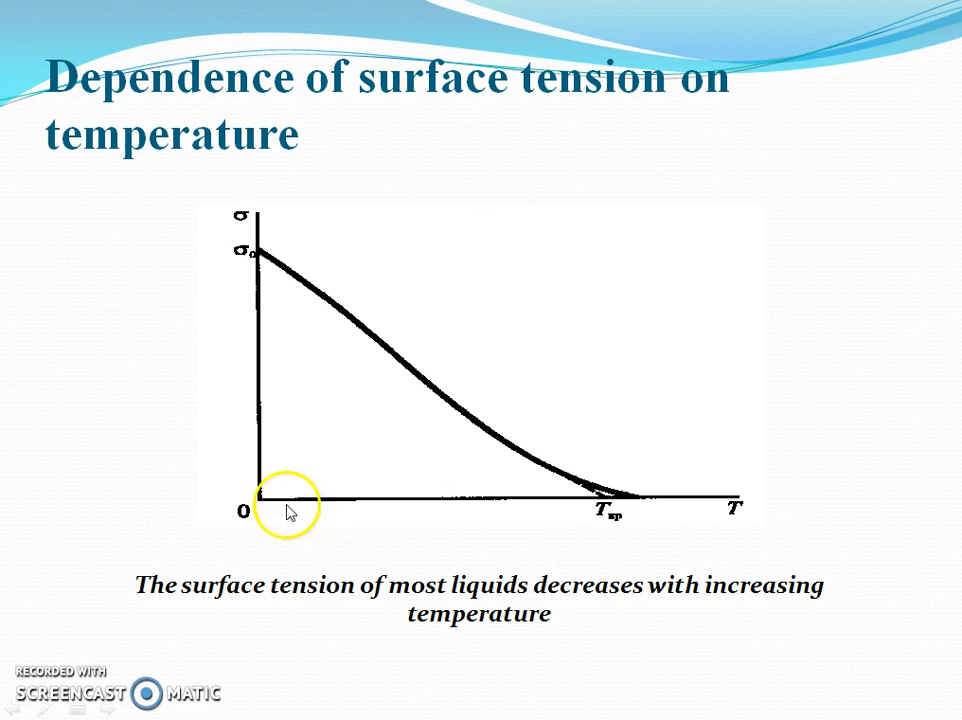 Dependence of surface tension on
temperature
σ
σ₀
0
Tкр
T
The surface tension of most liquids decreases with increasing
temperature
RECORDED WITH
SCREENCAST MATIC